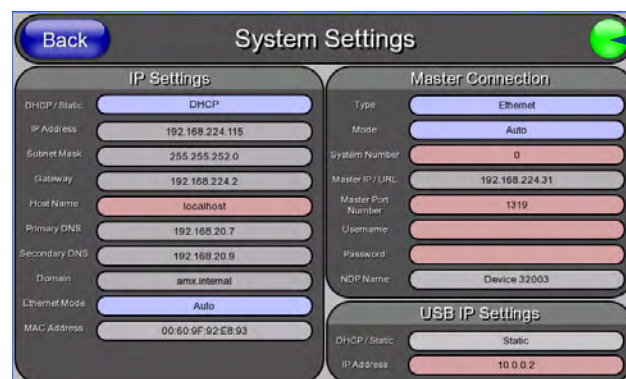 Back
System Settings
IP Settings
DHCP / Static
DHCP
IP Address
192.168.224.115
Subnet Mask
255.255.252.0
Gateway
192.168.224.2
Host Name
localhost
Primary DNS
192.168.20.7
Secondary DNS
192.168.20.9
Domain
amx.internal
Ethernet Mode
Auto
MAC Address
00:60:9F:92:E8:93
Master Connection
Type
Ethernet
Mode
Auto
System Number
0
Master IP / URL
192.168.224.31
Master Port
Number
1319
Username
Password
NDP Name
Device 32003
USB IP Settings
DHCP / Static
Static
IP Address
10.0.0.2